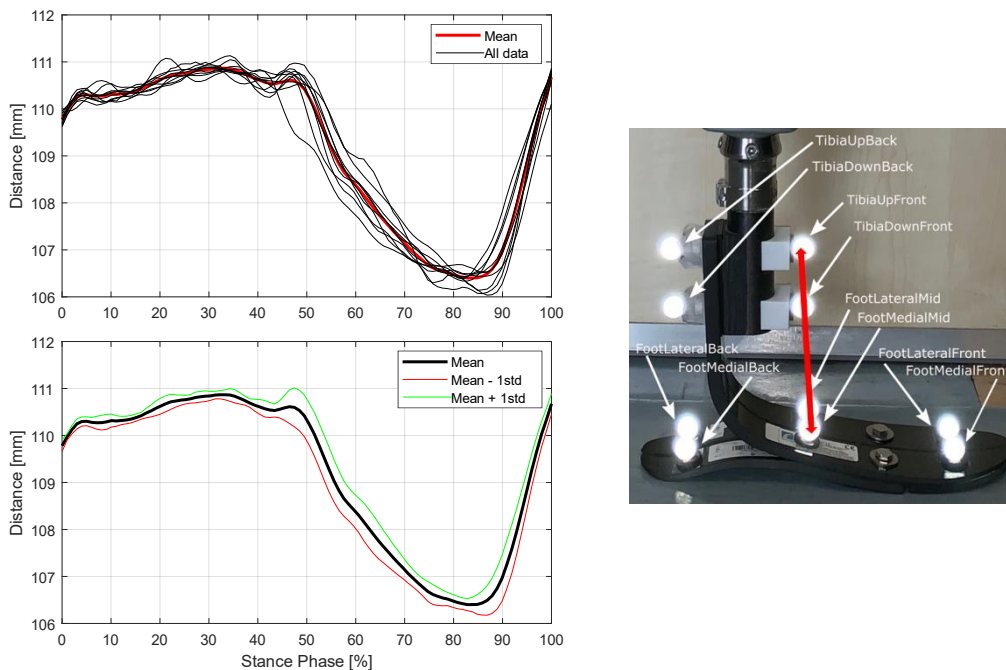 112
111
110
109
108
107
106
Distance [mm]
0 10 20 30 40 50 60 70 80 90 100
Mean
All data
112
111
110
109
108
107
106
Distance [mm]
0 10 20 30 40 50 60 70 80 90 100
Stance Phase [%]
Mean
Mean - 1std
Mean + 1std
TibiaUpBack
TibiaDownBack
TibiaUpFront
TibiaDownFront
FootLateralMid
FootMedialMid
FootLateralBack
FootMedialBack
FootLateralFront
FootMedialFront